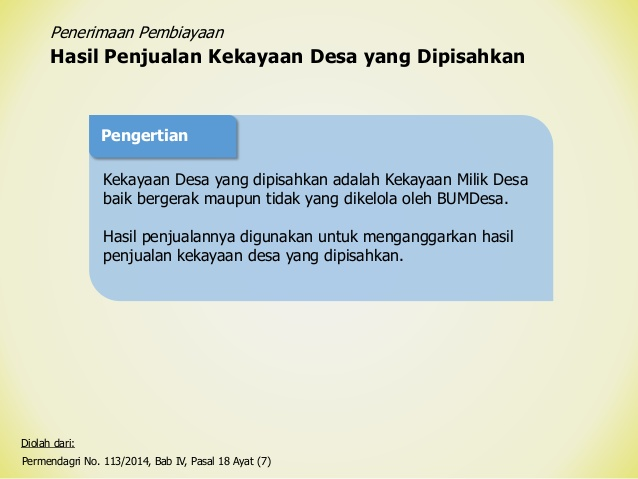 Penerimaan Pembiayaan
Hasil Penjualan Kekayaan Desa yang Dipisahkan
Pengertian
Kekayaan Desa yang dipisahkan adalah Kekayaan Milik Desa
baik bergerak maupun tidak yang dikelola oleh BUMDesa.
Hasil penjualannya digunakan untuk menganggarkan hasil
penjualan kekayaan desa yang dipisahkan.
Diolah dari:
Permendagri No. 113/2014, Bab IV, Pasal 18 Ayat (7)